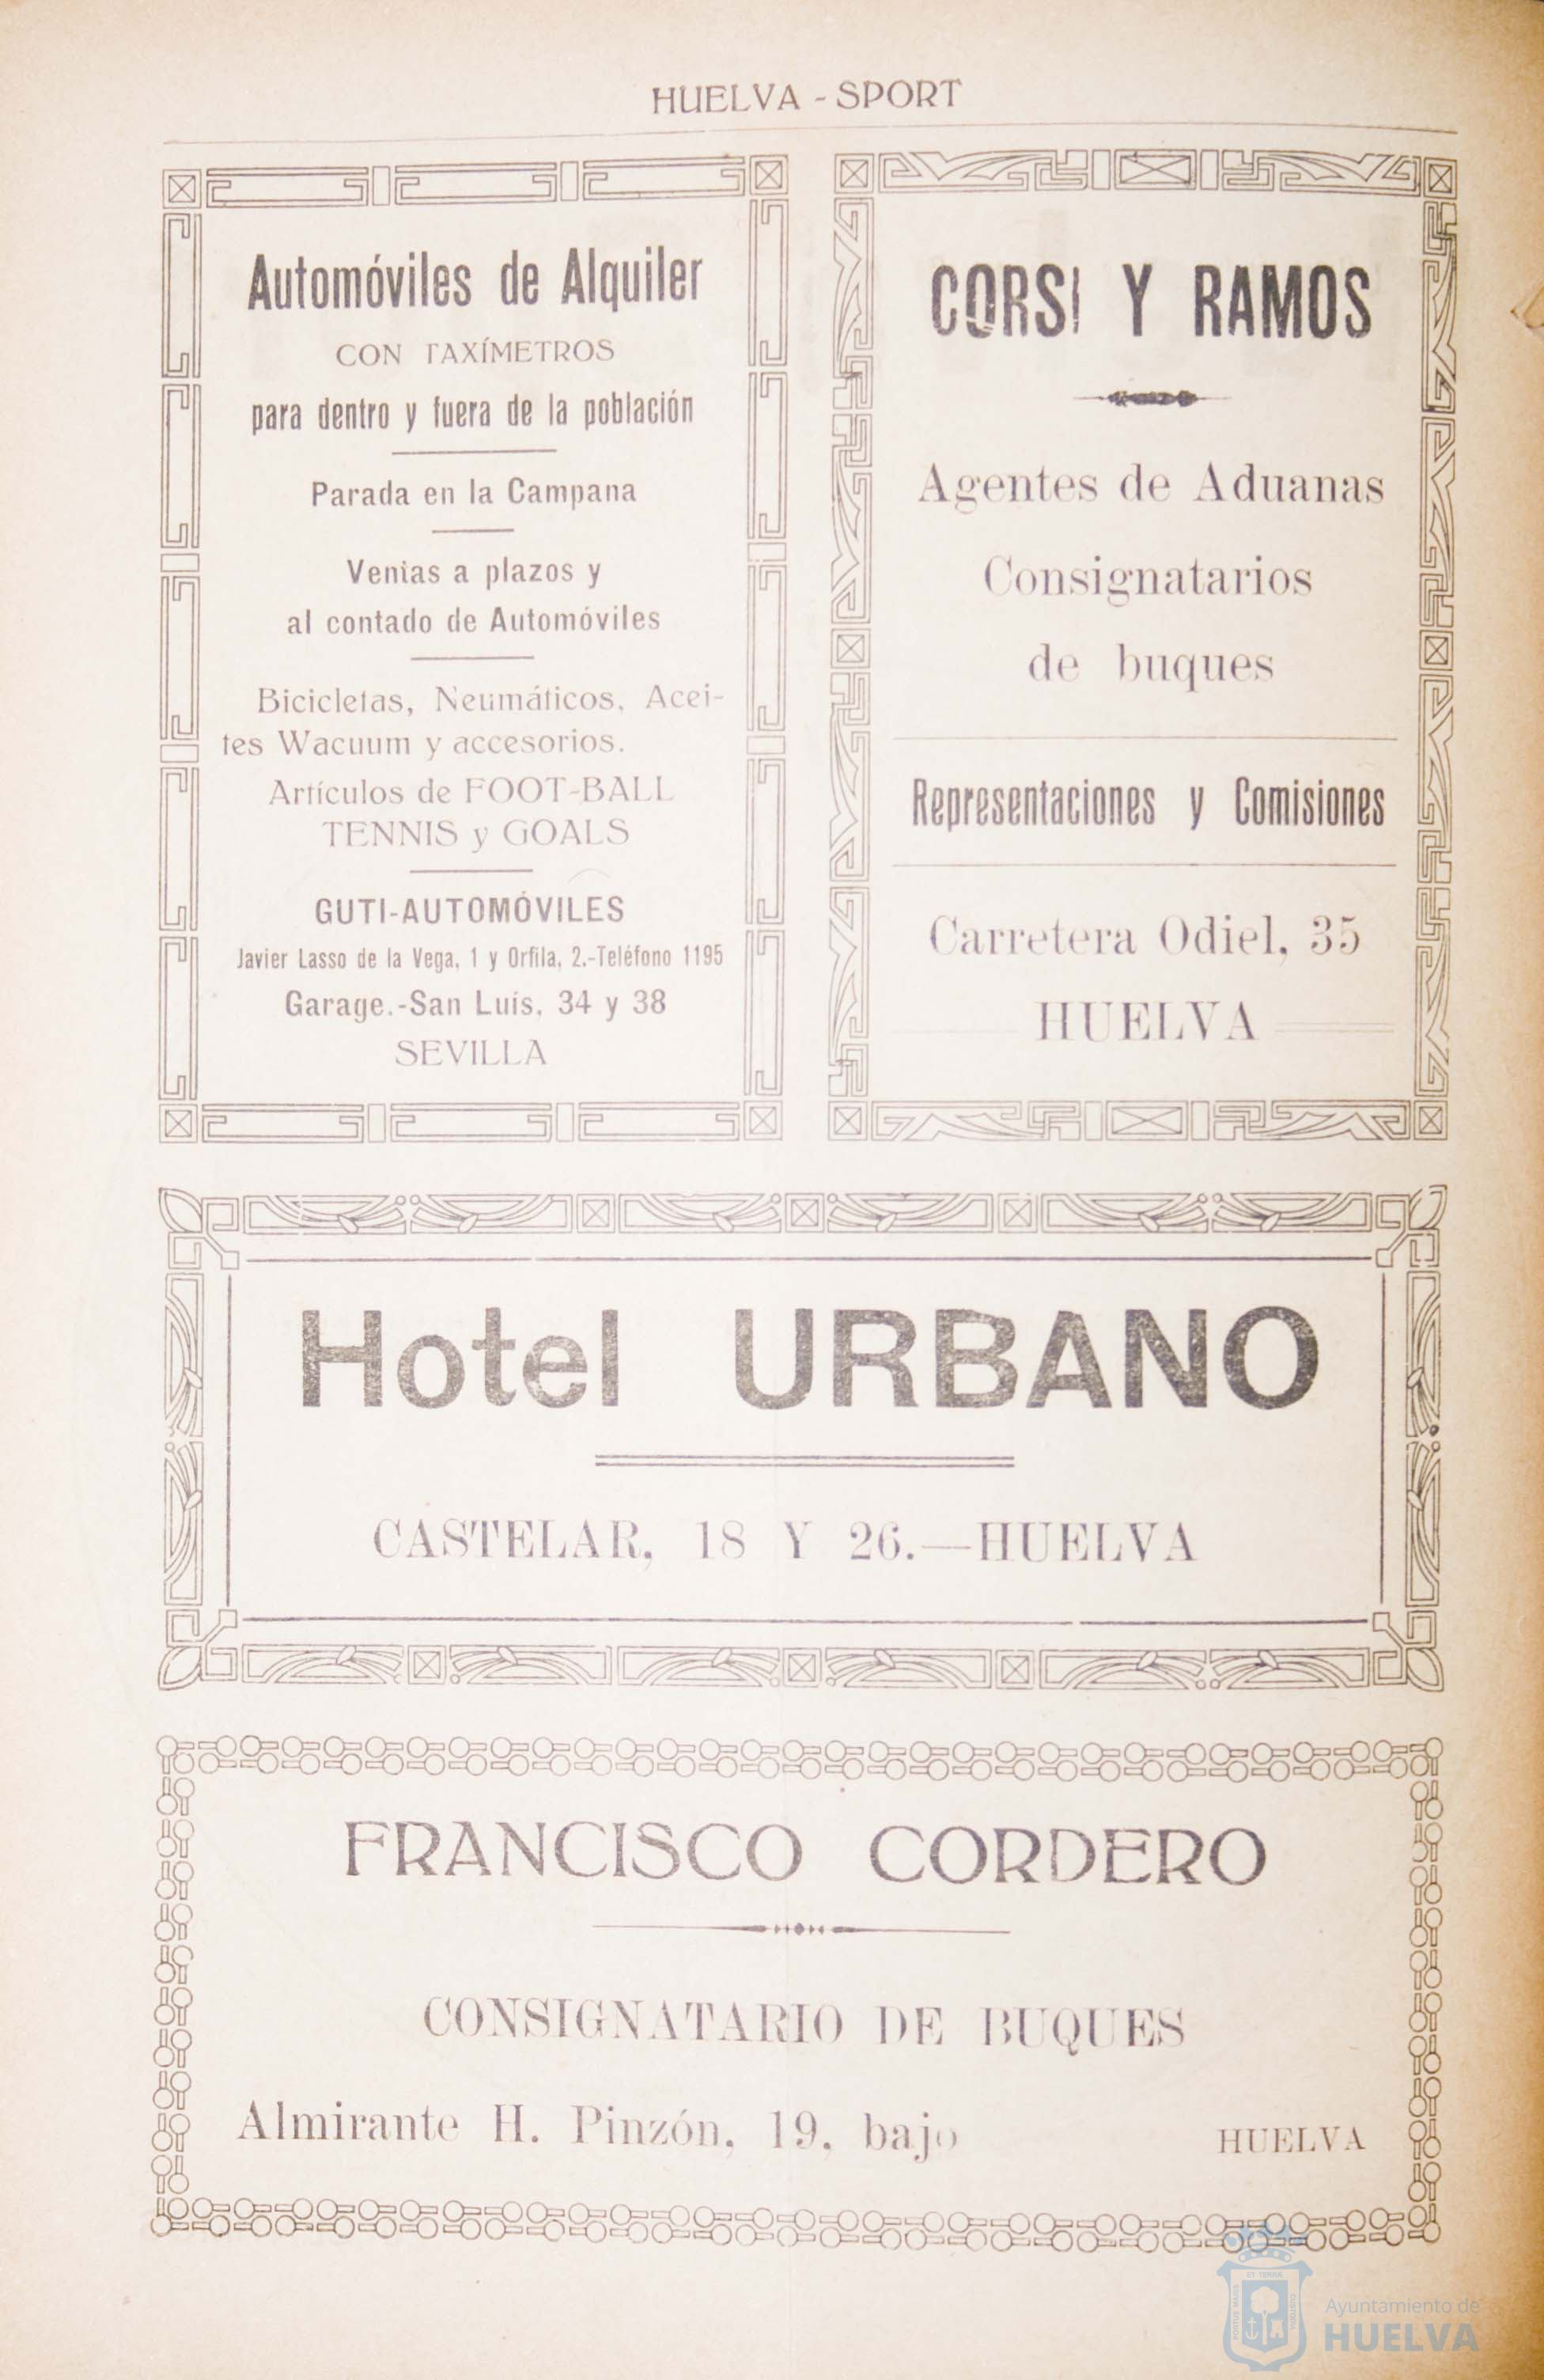 HUELVA - SPORT
Automóviles de Alquiler
CON TAXÍMETROS
para dentro y fuera de la población
Parada en la Campana
Ventas a plazos y
al contado de Automóviles
Bicicletas, Neumáticos, Acei-
tes Wacuum y accesorios.
Artículos de FOOT-BALL
TENNIS y GOALS
GUTI-AUTOMÓVILES
Javier Lasso de la Vega, 1 y Orfila, 2.-Teléfono 1195
Garage.-San Luis, 34 y 38
SEVILLA
CORSI Y RAMOS
Agentes de Aduanas
Consignatarios
de buques
Representaciones y Comisiones
Carretera Odiel, 35
HUELVA
Hotel URBANO
CASTELAR, 18 Y 26.—HUELVA
FRANCISCO CORDERO
CONSIGNATARIO DE BUQUES
Almirante H. Pinzón, 19, bajo HUELVA
Ayuntamiento de
HUELVA